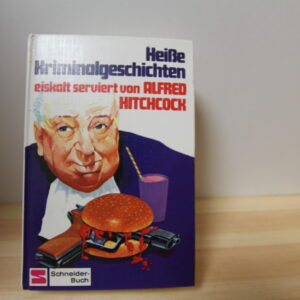 Heiße
Kriminalgeschichten
eiskalt serviert von ALFRED
HITCHCOCK
S
Schneider-
Buch